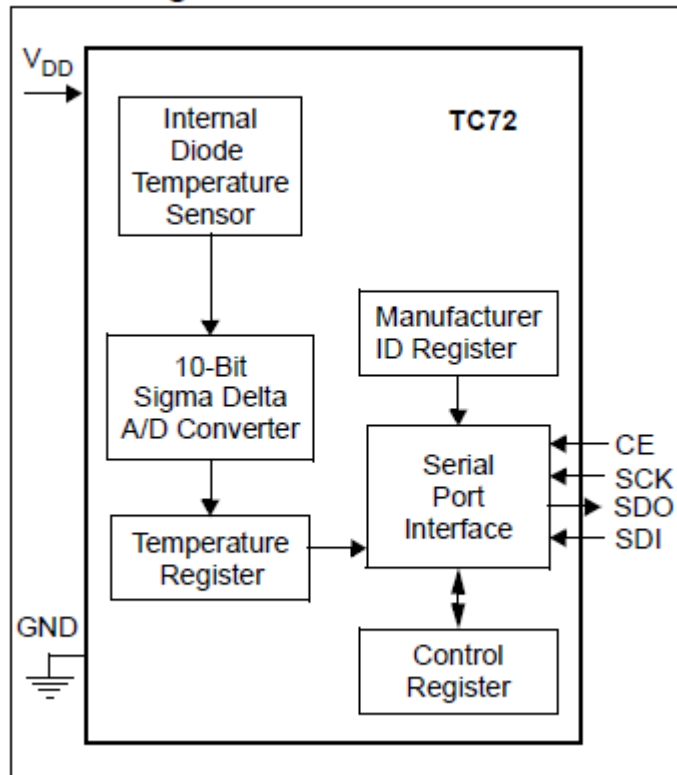 V_DD
Internal
Diode
Temperature
Sensor
TC72
10-Bit
Sigma Delta
A/D Converter
Manufacturer
ID Register
Serial
Port
Interface
CE
SCK
SDO
SDI
Temperature
Register
GND
Control
Register